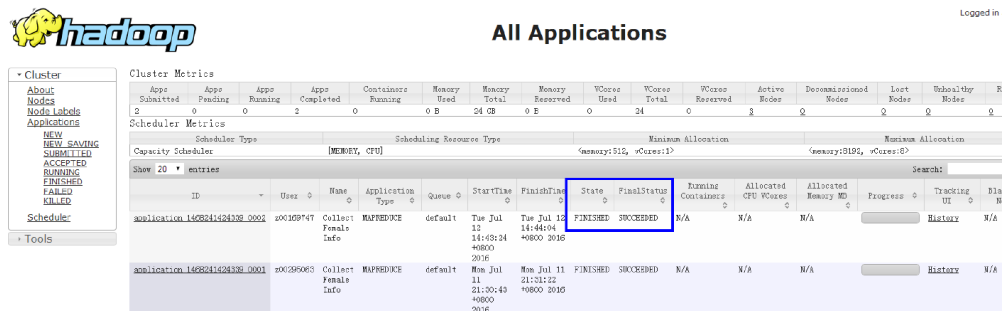 Logged in
hadoop
All Applications
Cluster
About
Nodes
Node Labels
Applications
NEW
NEW_SAVING
SUBMITTED
ACCEPTED
RUNNING
FINISHED
FAILED
KILLED
Scheduler
Tools
Cluster Metrics
Apps Submitted Apps Pending Apps Running Apps Completed Containers Running Memory Used Memory Total Memory Reserved VCores Used VCores Total VCores Reserved Active Nodes Decommissioned Nodes Lost Nodes Unhealthy Nodes
2 0 0 2 0 0 B 24 GB 0 B 0 24 0 3 0 0 0
Scheduler Metrics
Scheduler Type Scheduling Resource Type Minimum Allocation Maximum Allocation
Capacity Scheduler [MEMORY, CPU] <memory:512, vCores:1> <memory:8192, vCores:8>
Show 20 entries Search:
ID User Name Application Type Queue StartTime FinishTime State FinalStatus Running Containers Allocated CPU VCores Allocated Memory MB Progress Tracking UI
application_1468241424339_0002 z00169747 Collect Female Info MAPREDUCE default Tue Jul 12 14:43:24 +0800 2016 Tue Jul 12 14:44:04 +0800 2016 FINISHED SUCCEEDED N/A N/A N/A History N/A
application_1468241424339_0001 z00295063 Collect Female Info MAPREDUCE default Mon Jul 11 21:30:43 +0800 2016 Mon Jul 11 21:31:22 +0800 2016 FINISHED SUCCEEDED N/A N/A N/A History N/A